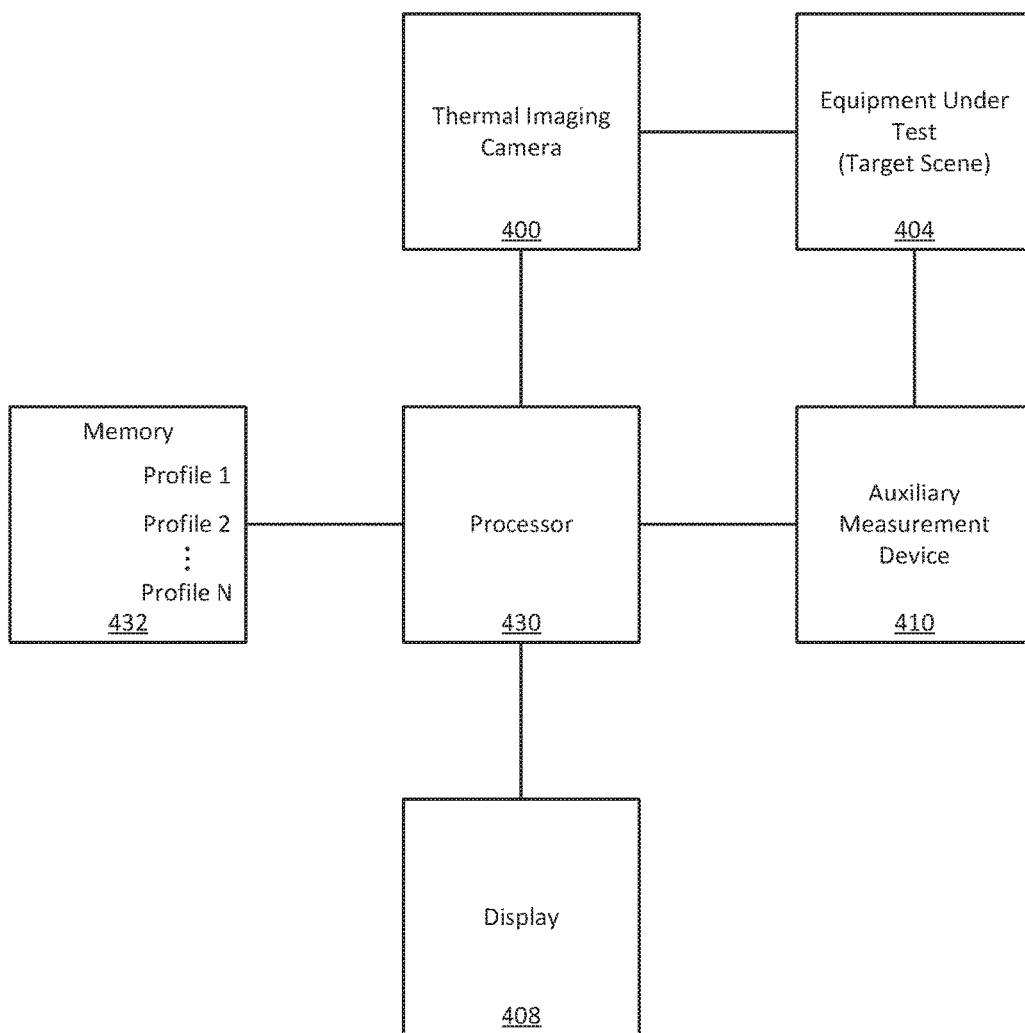 Thermal Imaging
Camera
400
Equipment Under
Test
(Target Scene)
404
Memory
Profile 1
Profile 2
⋮
Profile N
432
Processor
430
Auxiliary
Measurement
Device
410
Display
408